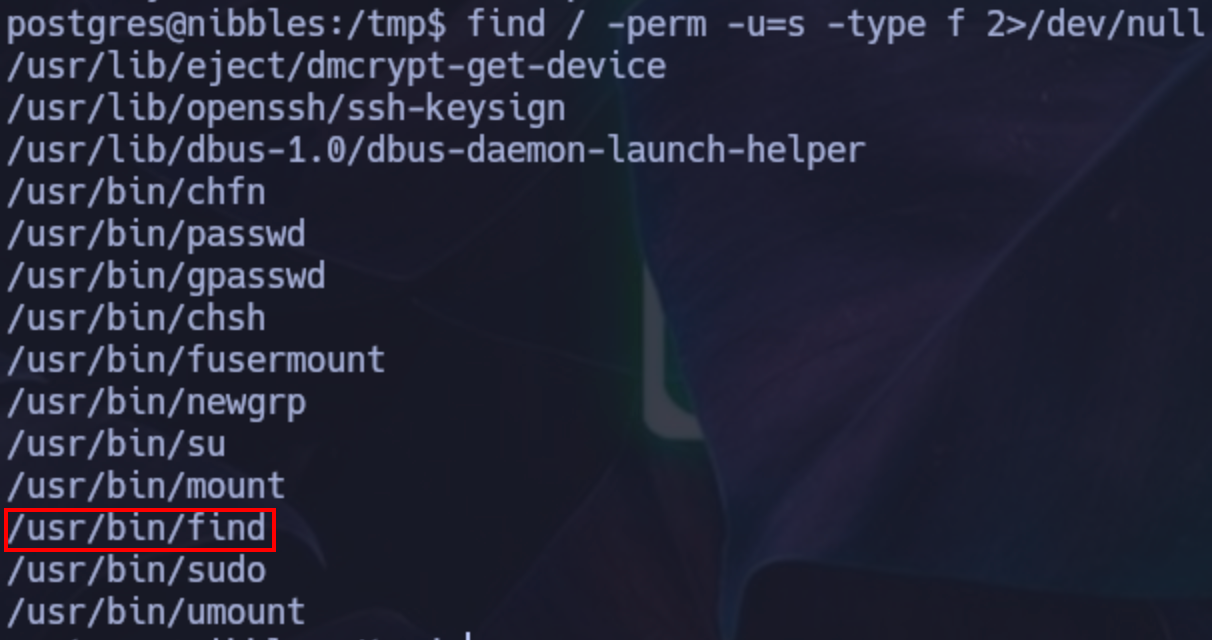 postgres@nibbles:/tmp$ find / -perm -u=s -type f 2>/dev/null
/usr/lib/eject/dmcrypt-get-device
/usr/lib/openssh/ssh-keysign
/usr/lib/dbus-1.0/dbus-daemon-launch-helper
/usr/bin/chfn
/usr/bin/passwd
/usr/bin/gpasswd
/usr/bin/chsh
/usr/bin/fusermount
/usr/bin/newgrp
/usr/bin/su
/usr/bin/mount
/usr/bin/find
/usr/bin/sudo
/usr/bin/umount